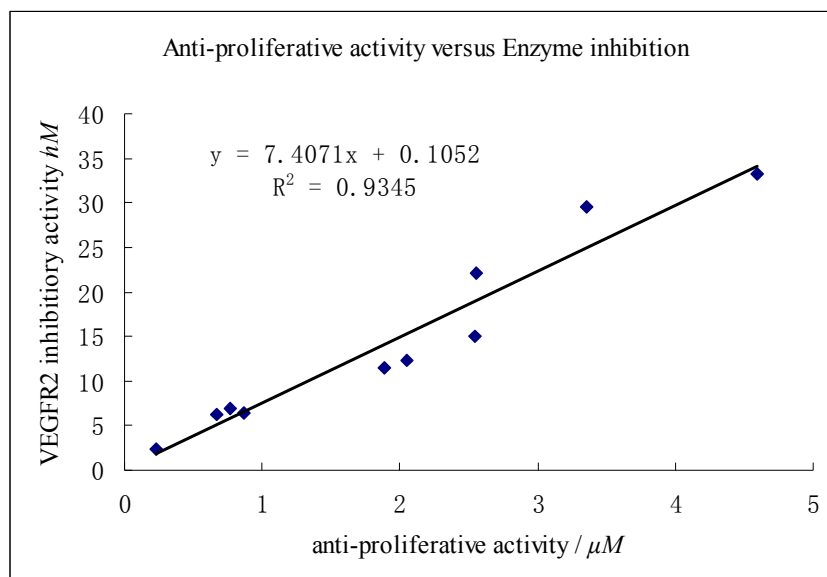 Anti-proliferative activity versus Enzyme inhibition
y = 7.4071x + 0.1052
R² = 0.9345
VEGFR2 inhibitiory activity hM
40
35
30
25
20
15
10
5
0
0 1 2 3 4 5
anti-proliferative activity / μM